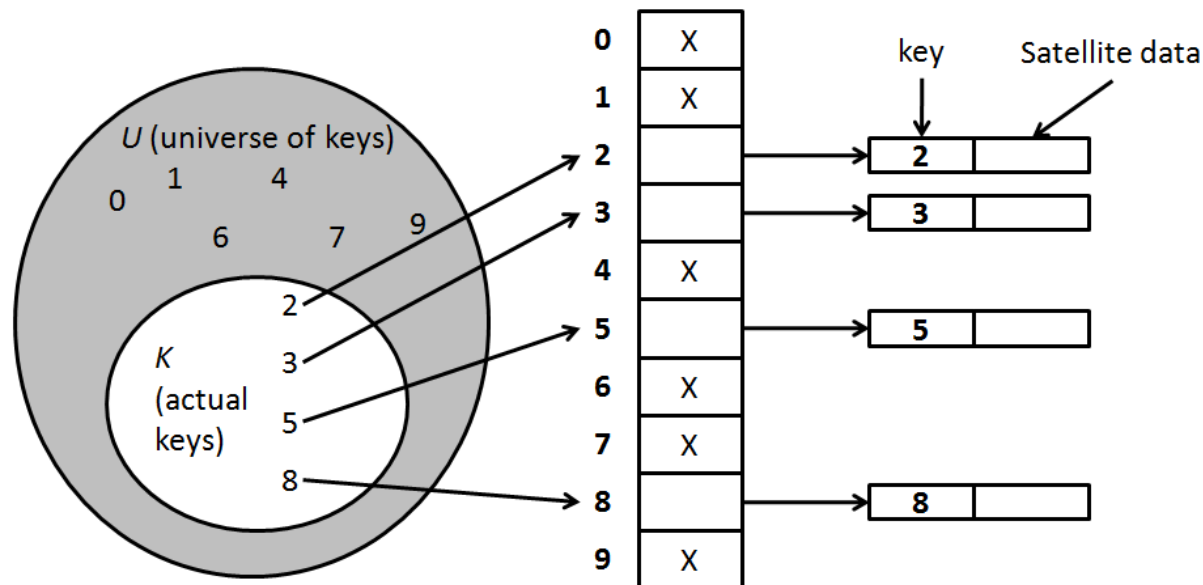 U (universe of keys)
0
1
4
6
7
9
K
(actual
keys)
2
3
5
8
0 X
1 X
2
3
4 X
5
6 X
7 X
8
9 X
key
Satellite data
2
3
5
8